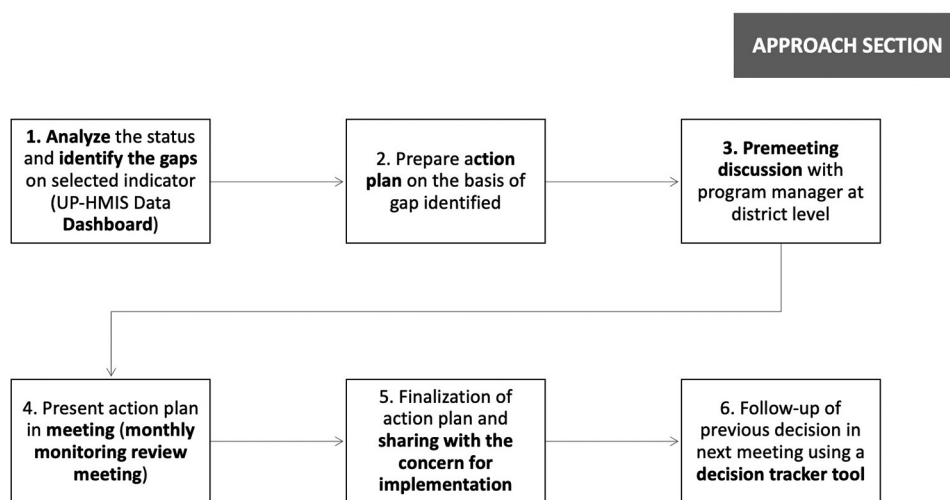 APPROACH SECTION
1. Analyze the status
and identify the gaps
on selected indicator
(UP-HMIS Data
Dashboard)
2. Prepare action
plan on the basis of
gap identified
3. Premeeting
discussion with
program manager at
district level
4. Present action plan
in meeting (monthly
monitoring review
meeting)
5. Finalization of
action plan and
sharing with the
concern for
implementation
6. Follow-up of
previous decision in
next meeting using a
decision tracker tool